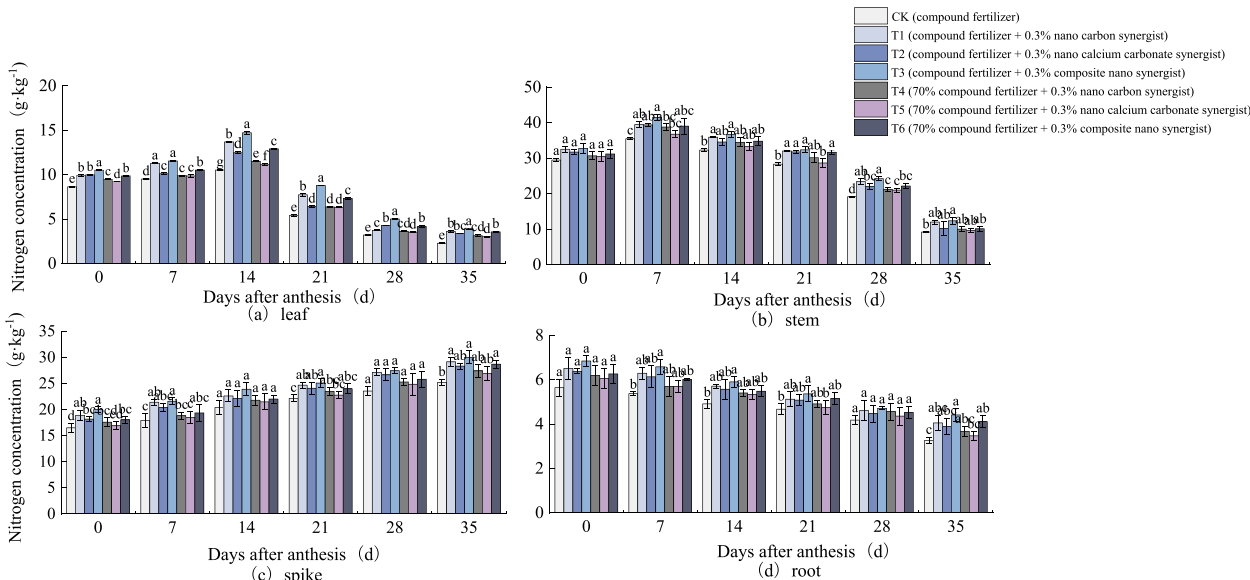 CK (compound fertilizer)
T1 (compound fertilizer + 0.3% nano carbon synergist)
T2 (compound fertilizer + 0.3% nano calcium carbonate synergist)
T3 (compound fertilizer + 0.3% composite nano synergist)
T4 (70% compound fertilizer + 0.3% nano carbon synergist)
T5 (70% compound fertilizer + 0.3% nano calcium carbonate synergist)
T6 (70% compound fertilizer + 0.3% composite nano synergist)
Nitrogen concentration (g·kg⁻¹)
20
15
10
5
0
e b b a c d b
e b c a d c b
g b d a e f c
e b d a d d c
e c b a cd d b
e b bc a cd d b
0 7 14 21 28 35
Days after anthesis (d)
(a) leaf
50
40
30
20
10
0
a a a a a a a
0 7 14 21 28 35
Days after anthesis (d)
(b) stem
Nitrogen concentration (g·kg⁻¹)
35
30
25
20
15
10
5
0
a a a a a a a
0 7 14 21 28 35
Days after anthesis (d)
(c) spike
8
6
4
2
0
a a a a a a a
0 7 14 21 28 35
Days after anthesis (d)
(d) root